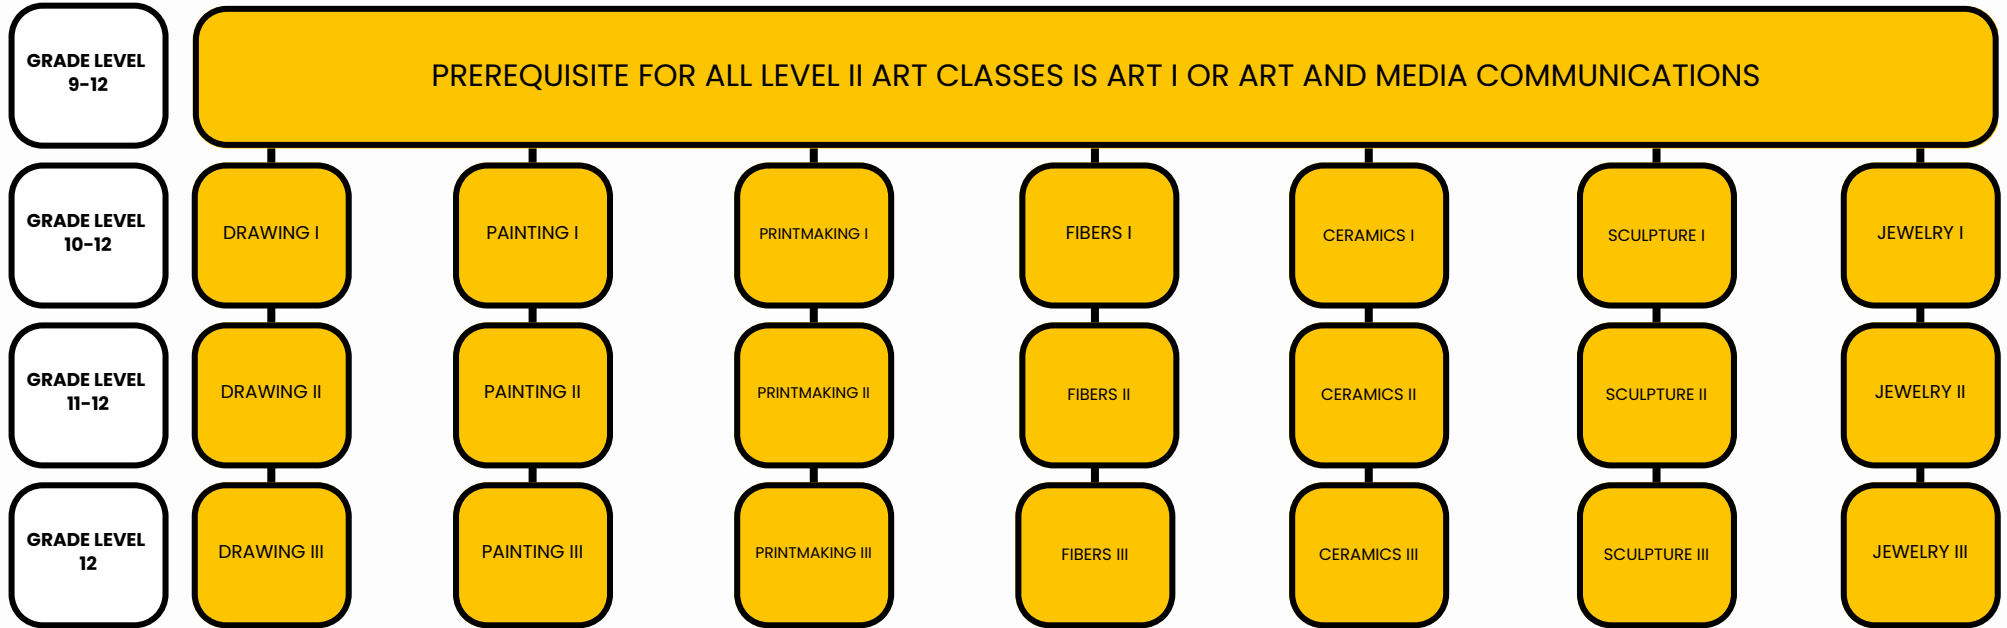 GRADE LEVEL
9-12
PREREQUISITE FOR ALL LEVEL II ART CLASSES IS ART I OR ART AND MEDIA COMMUNICATIONS
GRADE LEVEL
10-12
DRAWING I
PAINTING I
PRINTMAKING I
FIBERS I
CERAMICS I
SCULPTURE I
JEWELRY I
GRADE LEVEL
11-12
DRAWING II
PAINTING II
PRINTMAKING II
FIBERS II
CERAMICS II
SCULPTURE II
JEWELRY II
GRADE LEVEL
12
DRAWING III
PAINTING III
PRINTMAKING III
FIBERS III
CERAMICS III
SCULPTURE III
JEWELRY III